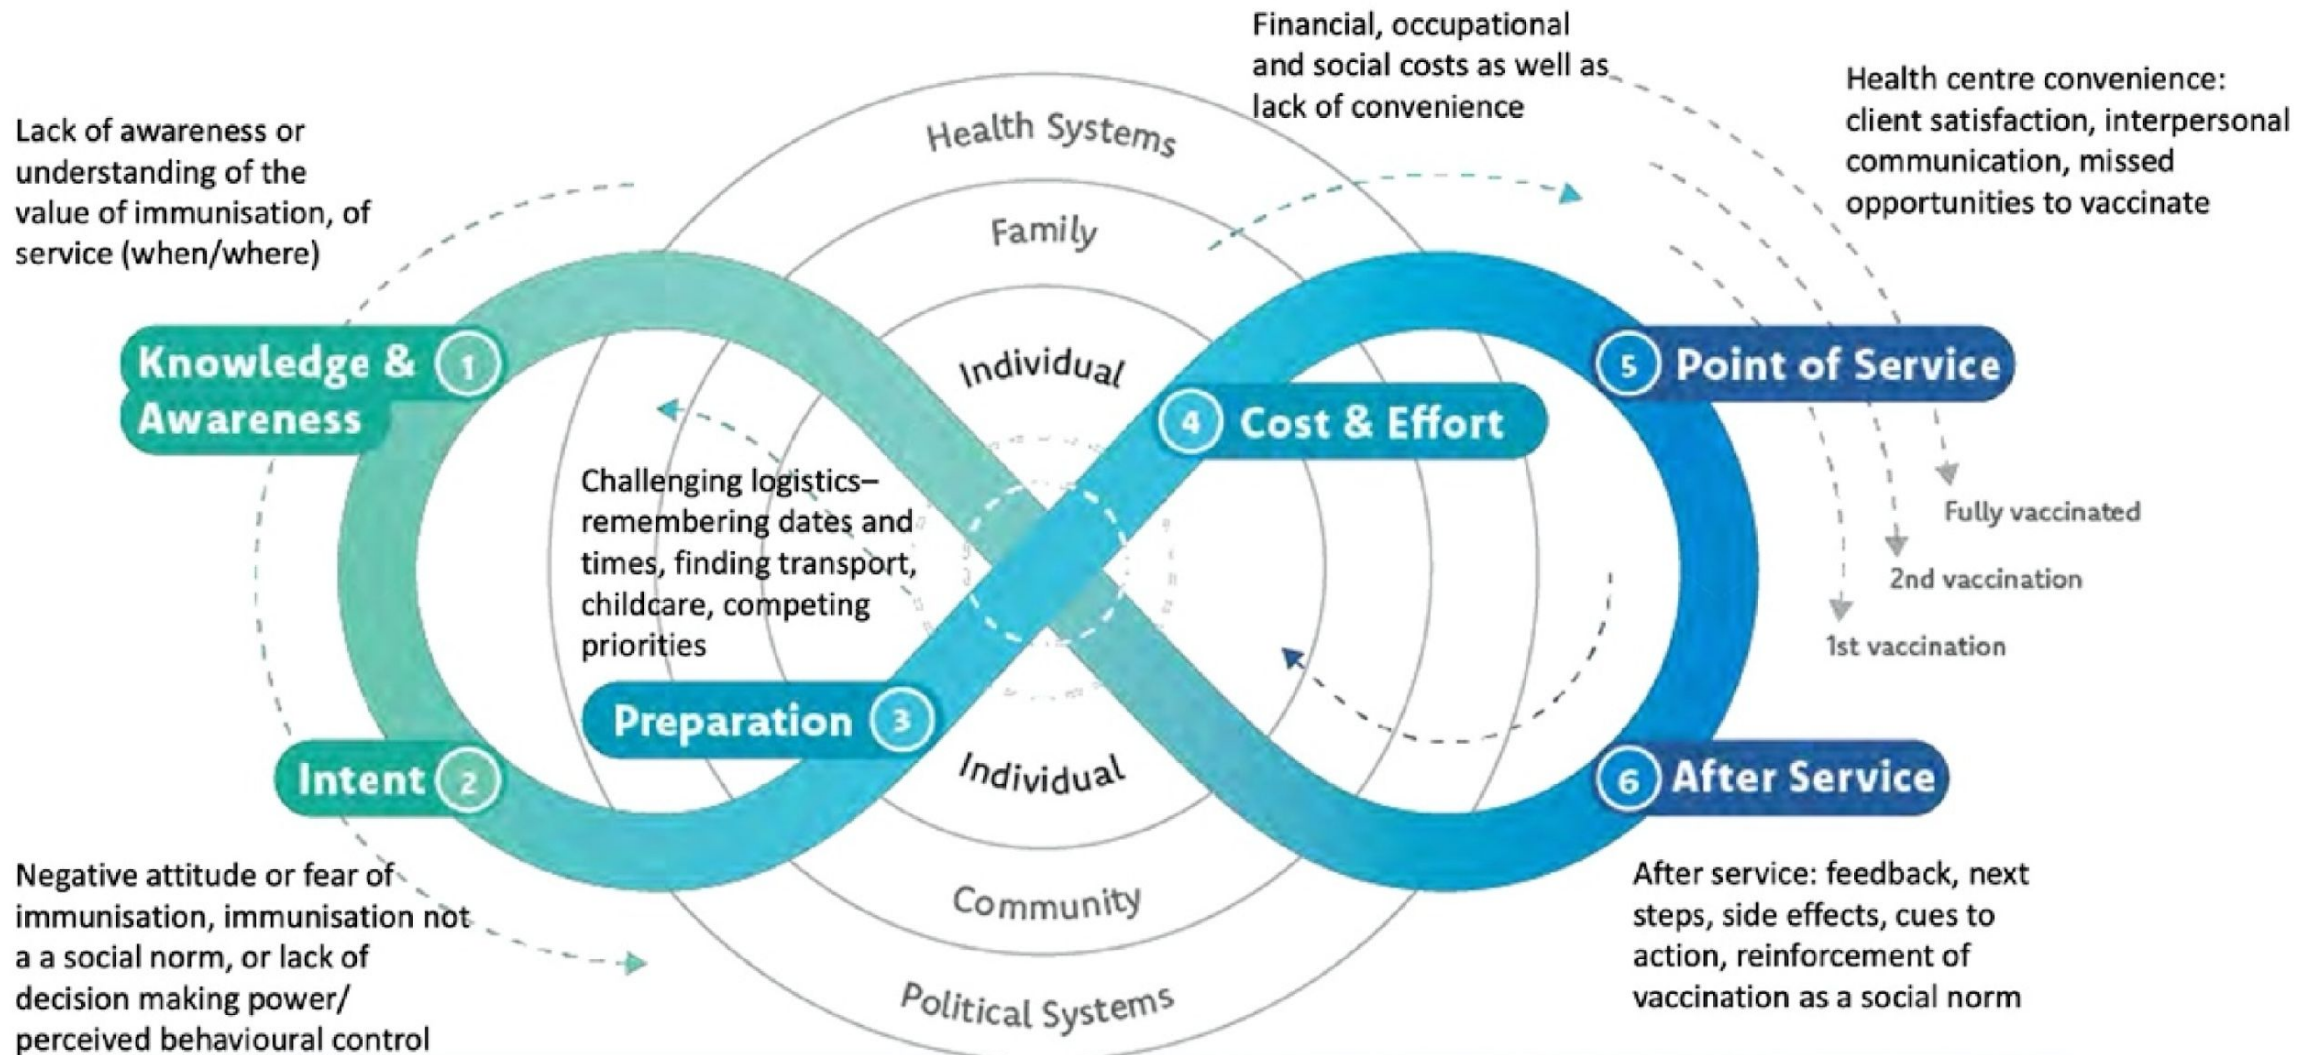 Financial, occupational
and social costs as well as
lack of convenience
Health centre convenience:
client satisfaction, interpersonal
communication, missed
opportunities to vaccinate
Lack of awareness or
understanding of the
value of immunisation, of
service (when/where)
Health Systems
Family
Individual
Knowledge & 1
Awareness
4 Cost & Effort
5 Point of Service
Challenging logistics–
remembering dates and
times, finding transport,
childcare, competing
priorities
Fully vaccinated
2nd vaccination
1st vaccination
Preparation 3
Intent 2
6 After Service
Individual
Community
Political Systems
Negative attitude or fear of
immunisation, immunisation not
a a social norm, or lack of
decision making power/
perceived behavioural control
After service: feedback, next
steps, side effects, cues to
action, reinforcement of
vaccination as a social norm